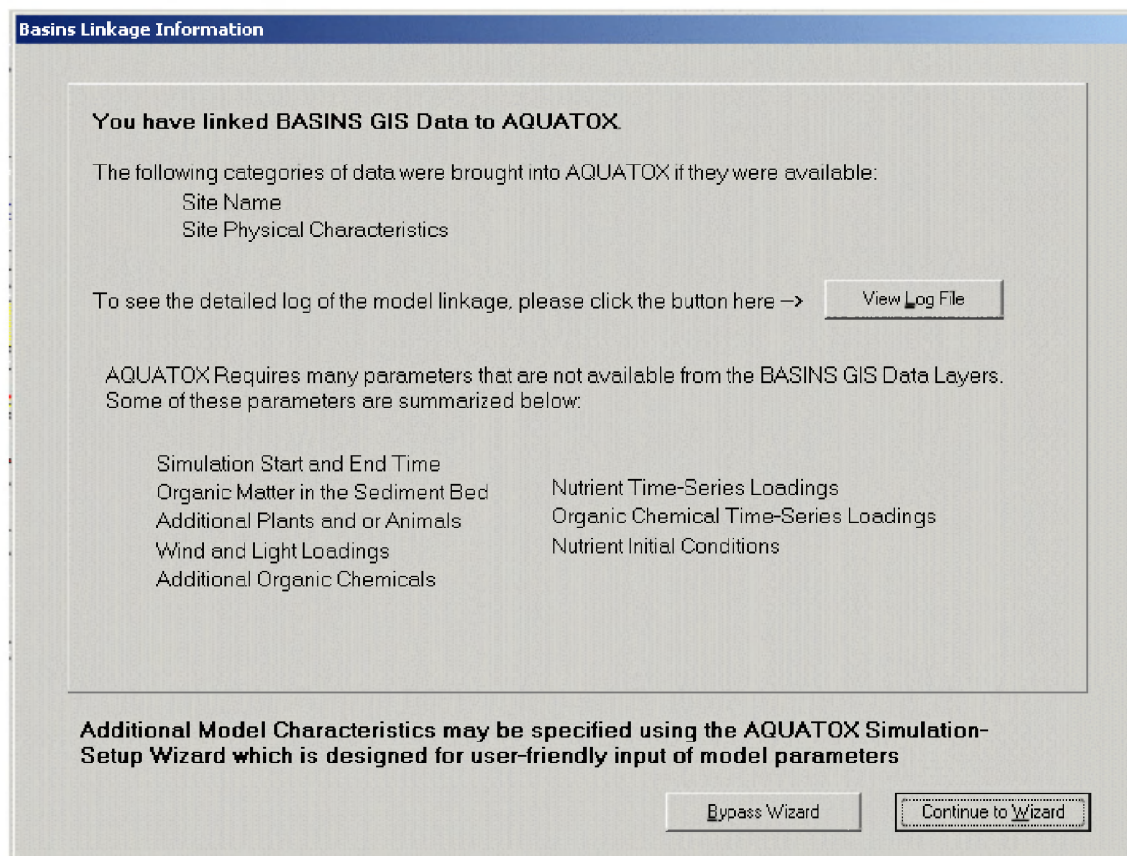 Basins Linkage Information
You have linked BASINS GIS Data to AQUATOX.
The following categories of data were brought into AQUATOX if they were available:
Site Name
Site Physical Characteristics
To see the detailed log of the model linkage, please click the button here –>
View Log File
AQUATOX Requires many parameters that are not available from the BASINS GIS Data Layers.
Some of these parameters are summarized below:
Simulation Start and End Time
Organic Matter in the Sediment Bed
Additional Plants and or Animals
Wind and Light Loadings
Additional Organic Chemicals
Nutrient Time-Series Loadings
Organic Chemical Time-Series Loadings
Nutrient Initial Conditions
Additional Model Characteristics may be specified using the AQUATOX Simulation-
Setup Wizard which is designed for user-friendly input of model parameters
Bypass Wizard
Continue to Wizard